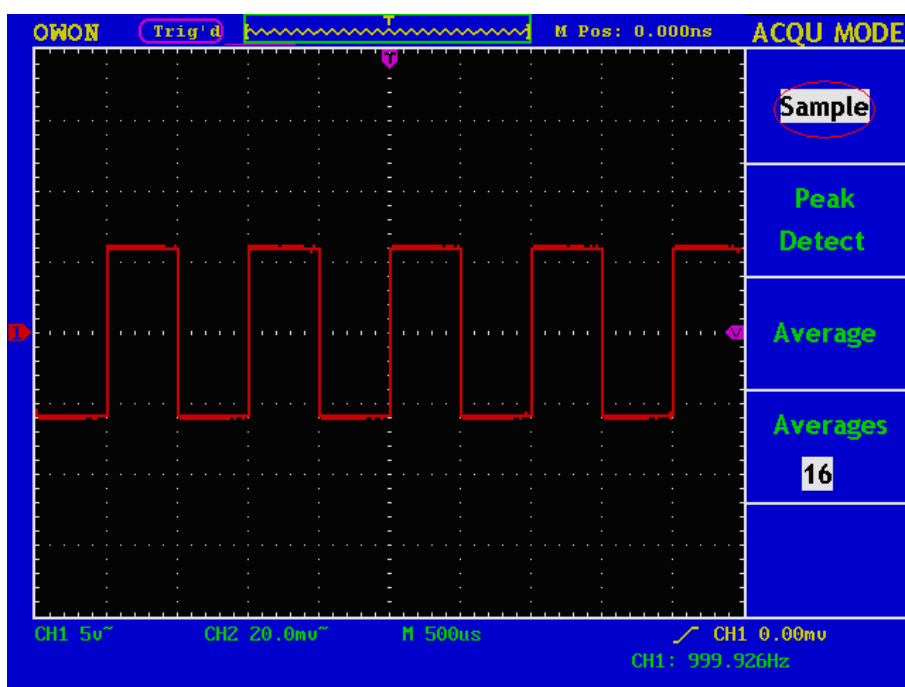 OWON Trig'd T M Pos: 0.000ns ACQU MODE
T
Sample
Peak
Detect
1 V Average
Averages
16
CH1 5v~ CH2 20.0mv~ M 500us CH1 0.00mv
CH1: 999.926Hz